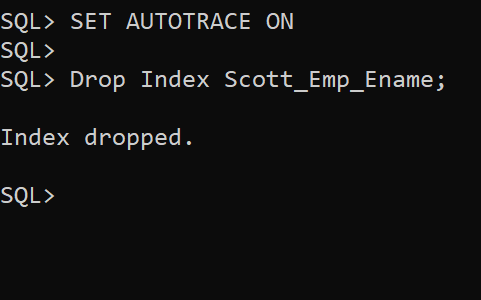 SQL> SET AUTOTRACE ON
SQL>
SQL> Drop Index Scott_Emp_Ename;
Index dropped.
SQL>